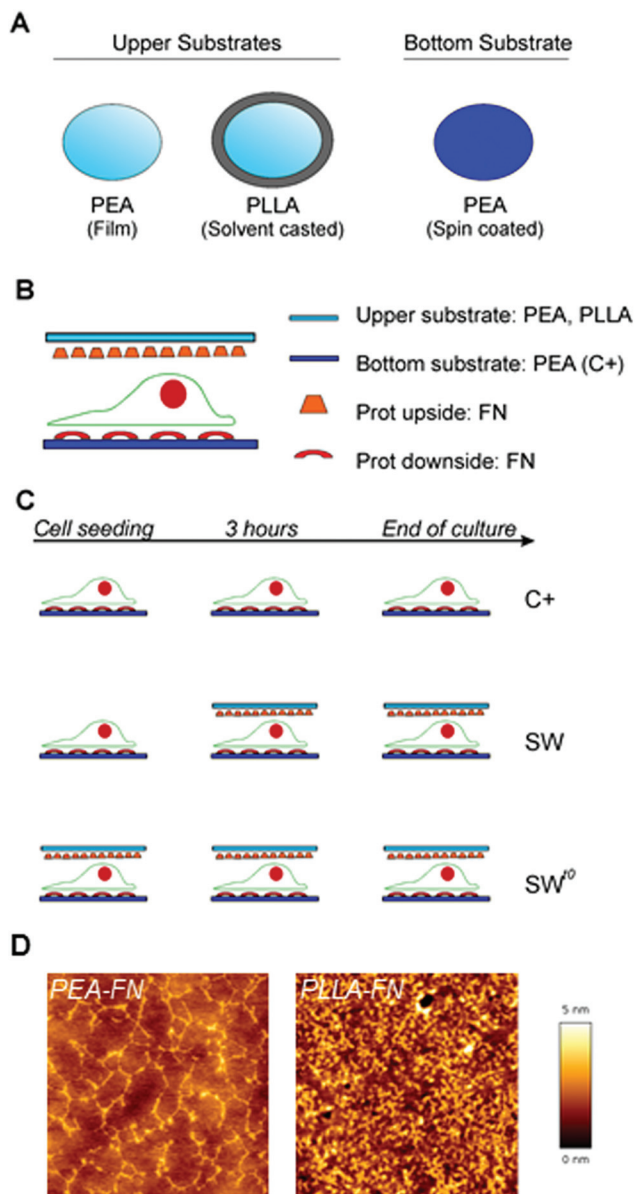 A
Upper Substrates
Bottom Substrate
PEA
(Film)
PLLA
(Solvent casted)
PEA
(Spin coated)
B
Upper substrate: PEA, PLLA
Bottom substrate: PEA (C+)
Prot upside: FN
Prot downside: FN
C
Cell seeding
3 hours
End of culture
C+
SW
SWt0
D
PEA-FN
PLLA-FN
5 nm
0 nm